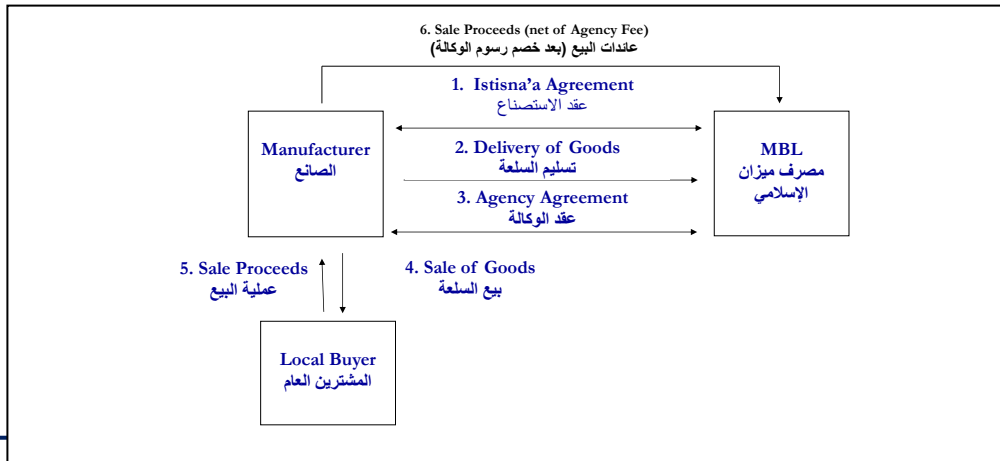 6. Sale Proceeds (net of Agency Fee)
عائدات البيع (بعد خصم رسوم الوكالة)
1. Istisna’a Agreement
عقد الاستصناع
Manufacturer
الصانع
2. Delivery of Goods
تسليم السلعة
MBL
مصرف ميزان
الإسلامي
3. Agency Agreement
عقد الوكالة
5. Sale Proceeds
عملية البيع
4. Sale of Goods
بيع السلعة
Local Buyer
المشترين العام